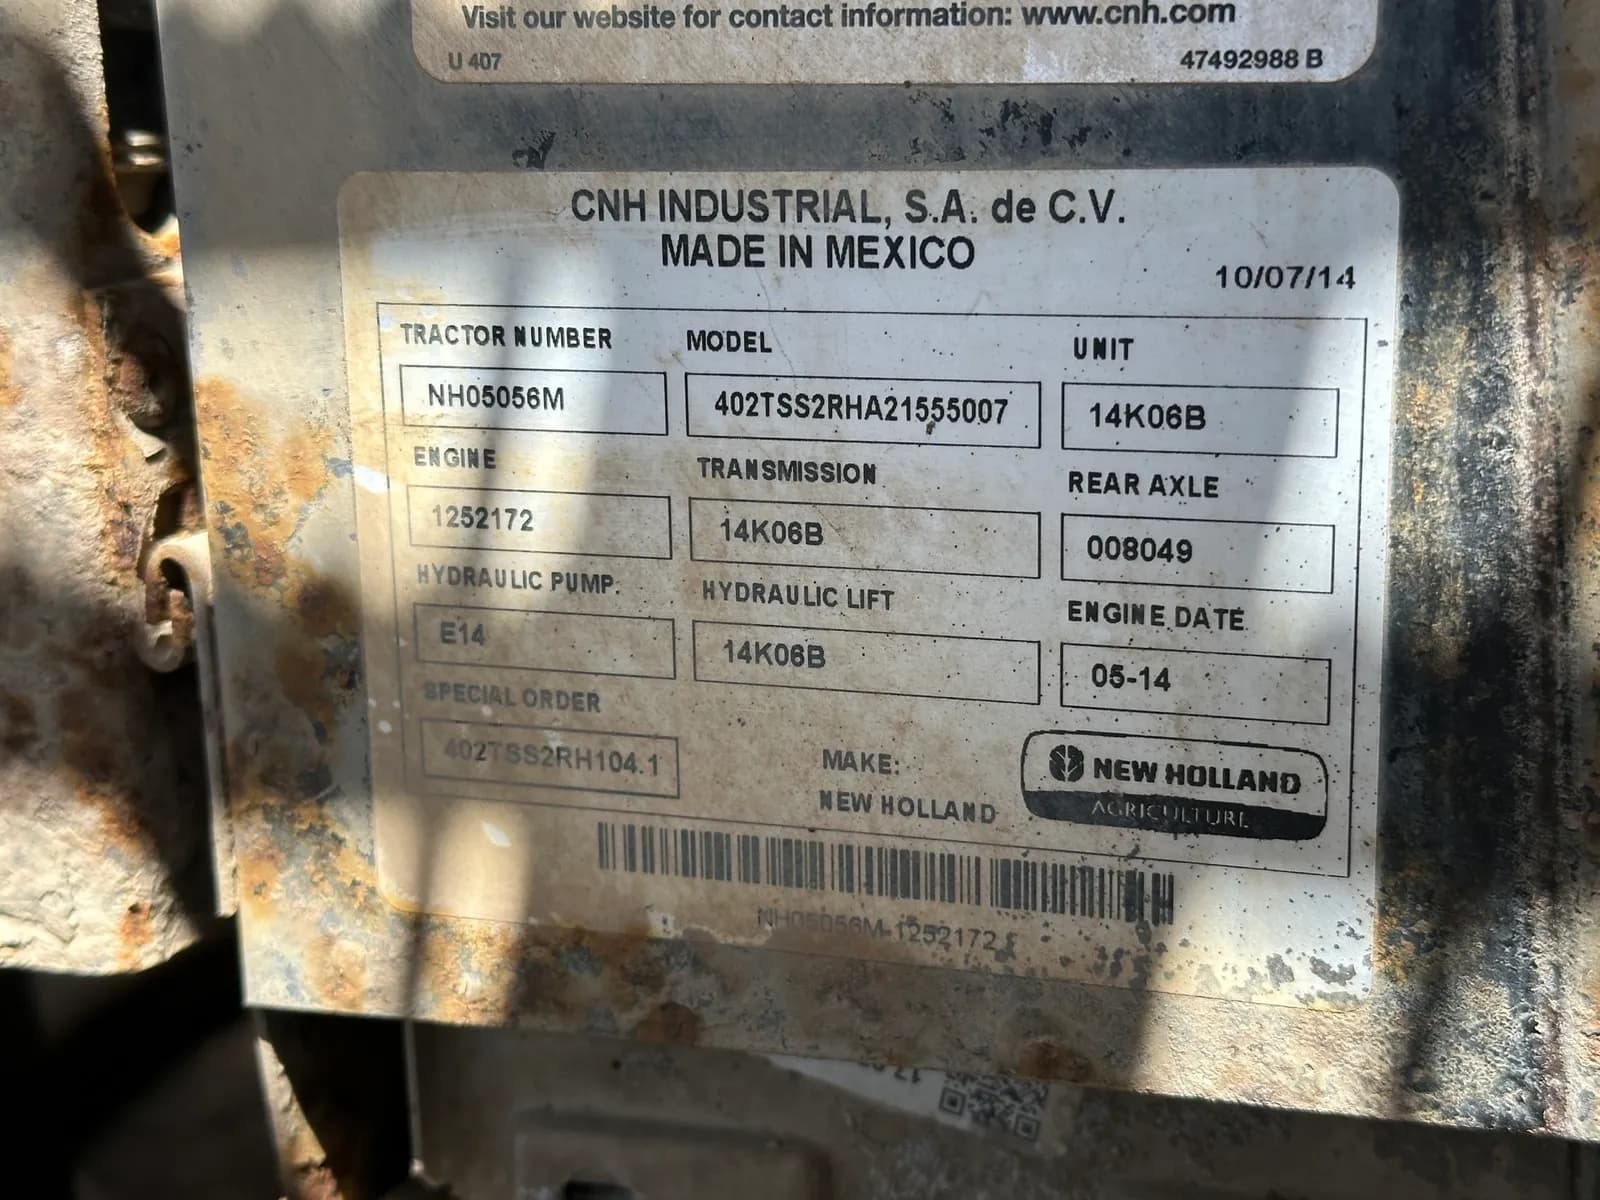 Visit our website for contact information: www.cnh.com
U 407 47492988 B
CNH INDUSTRIAL, S.A. de C.V.
MADE IN MEXICO
10/07/14
TRACTOR NUMBER MODEL UNIT
NH05056M 402TSS2RHA21555007 14K06B
ENGINE TRANSMISSION REAR AXLE
1252172 14K06B 008049
HYDRAULIC PUMP. HYDRAULIC LIFT ENGINE DATE
E14 14K06B 05-14
SPECIAL ORDER
402TSS2RH104.1
MAKE:
NEW HOLLAND
NEW HOLLAND
AGRICULTURE
NH05056M-1252172